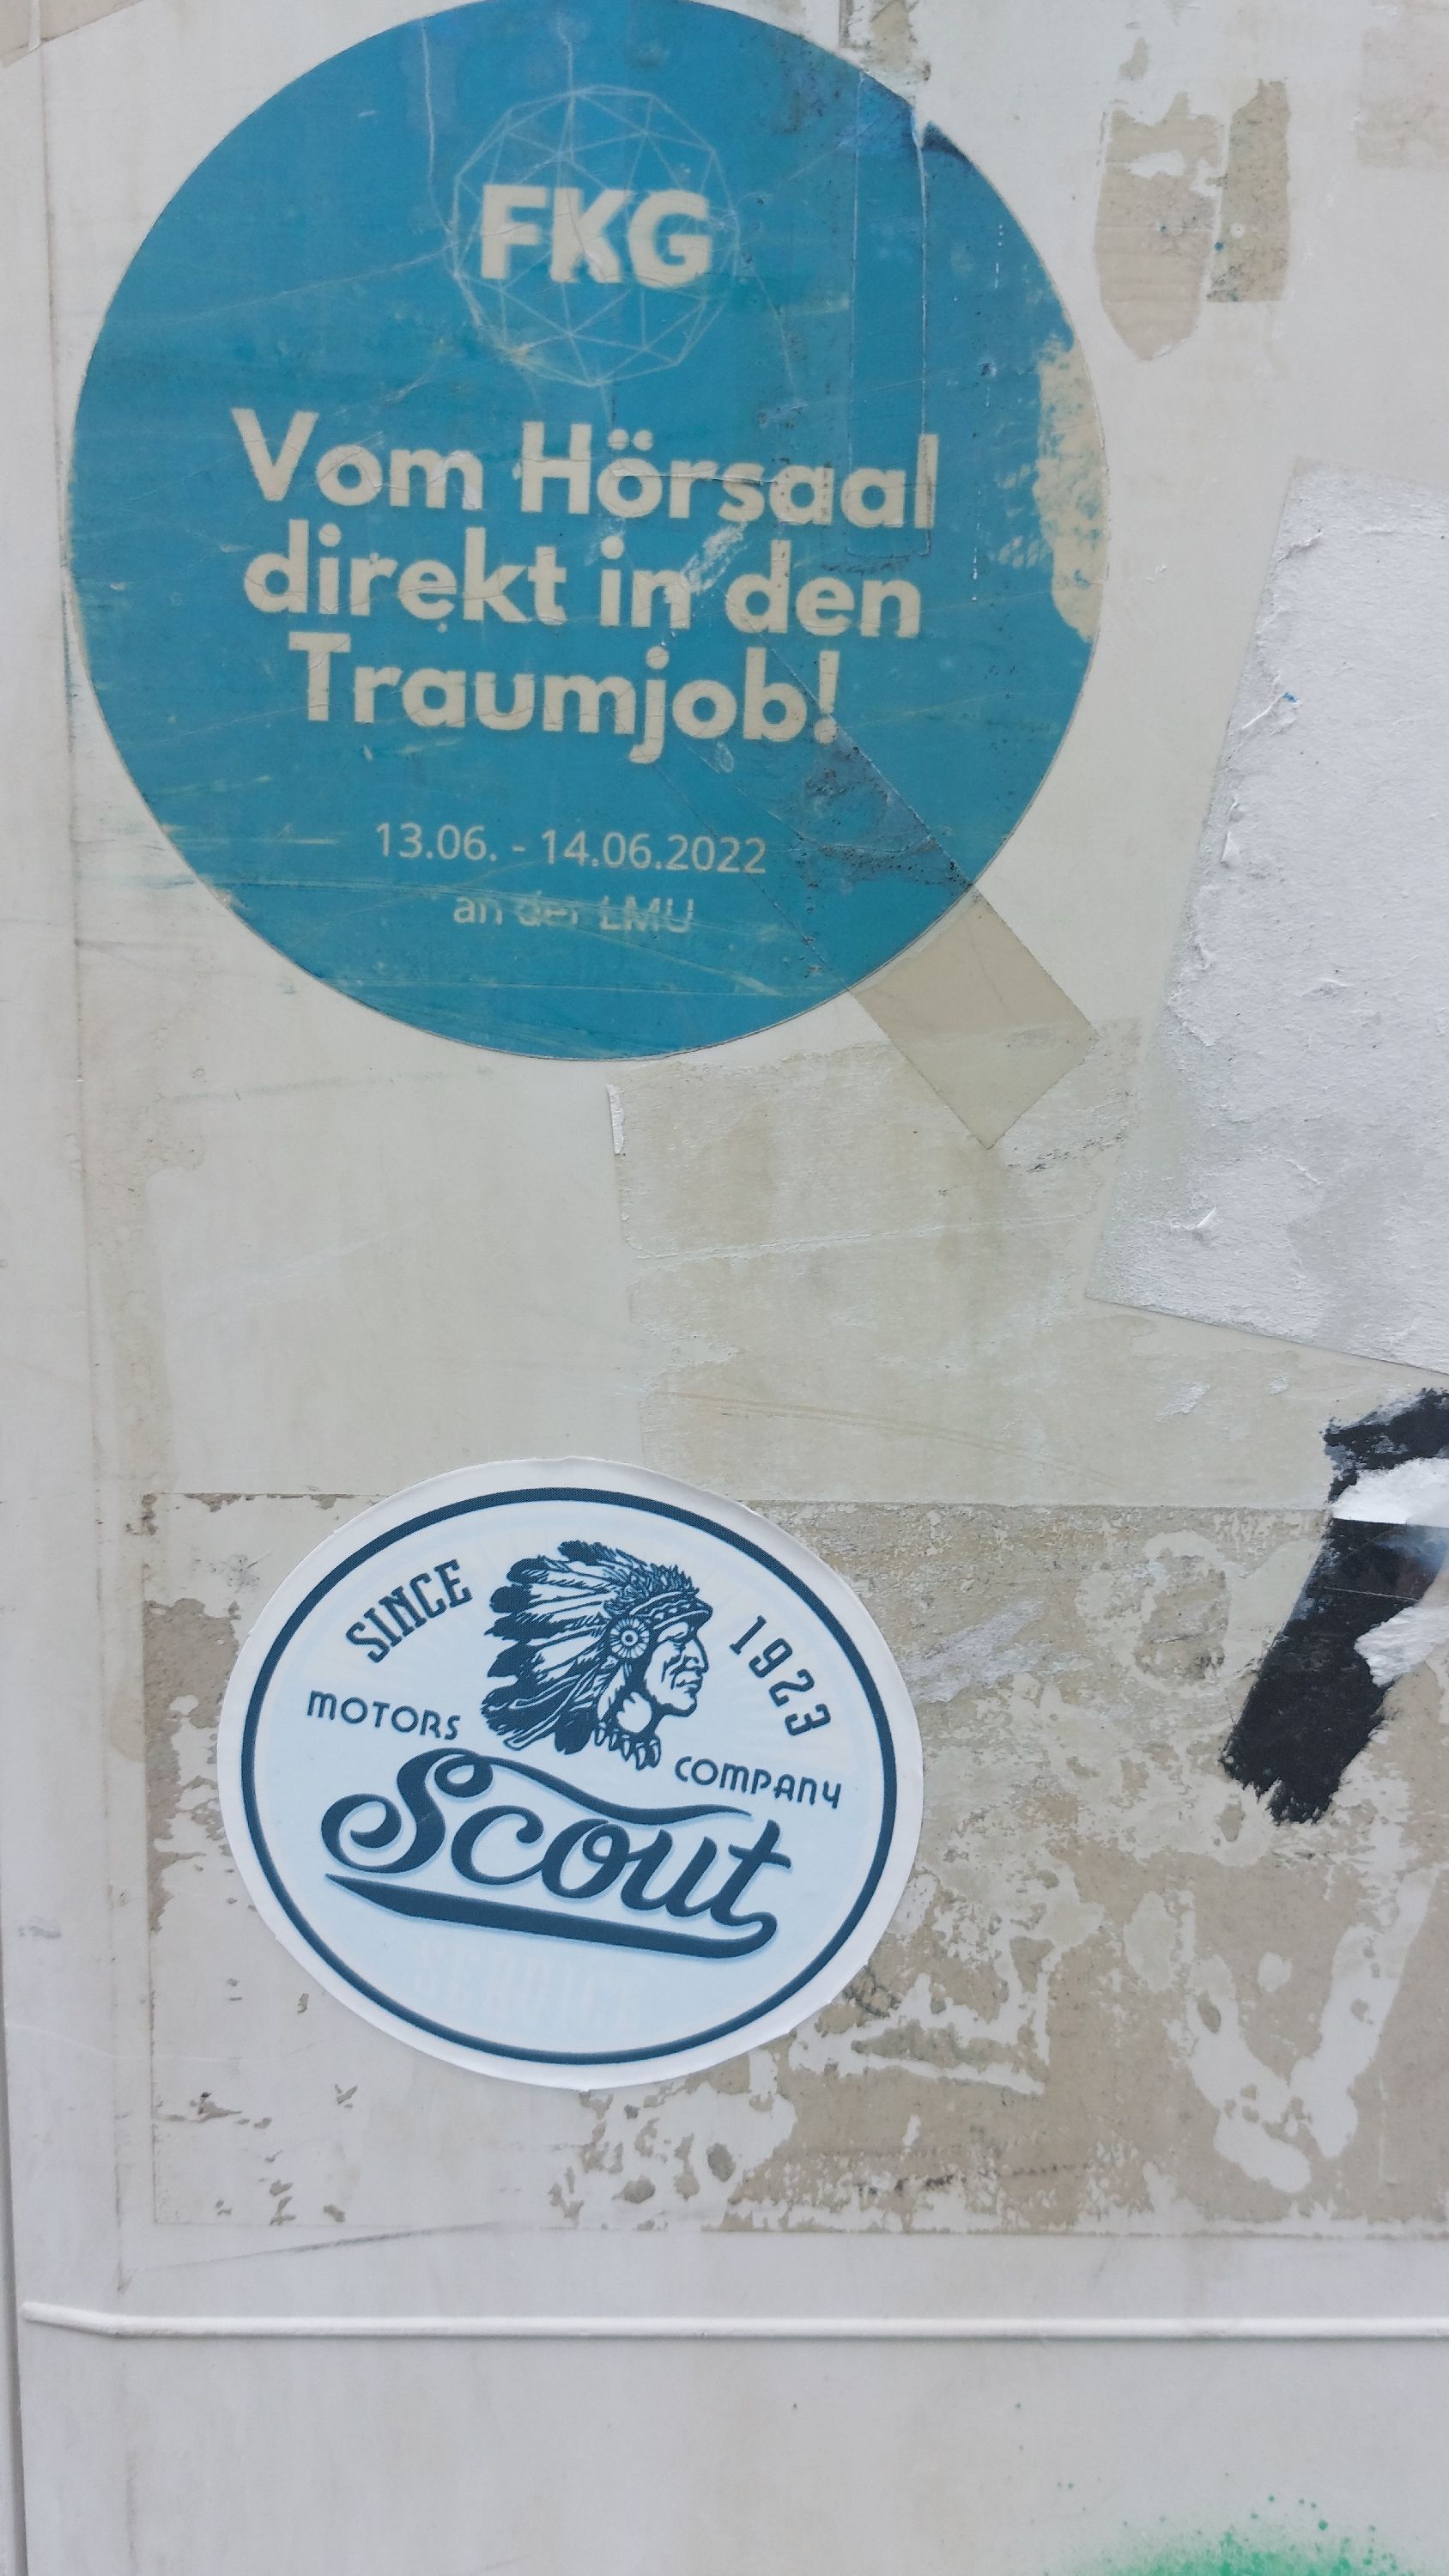 FKG
Vom Hörsaal
direkt in den
Traumjob!
13.06. - 14.06.2022
an der LMU
SINCE 1923
MOTORS COMPANY
Scout
SERVICE